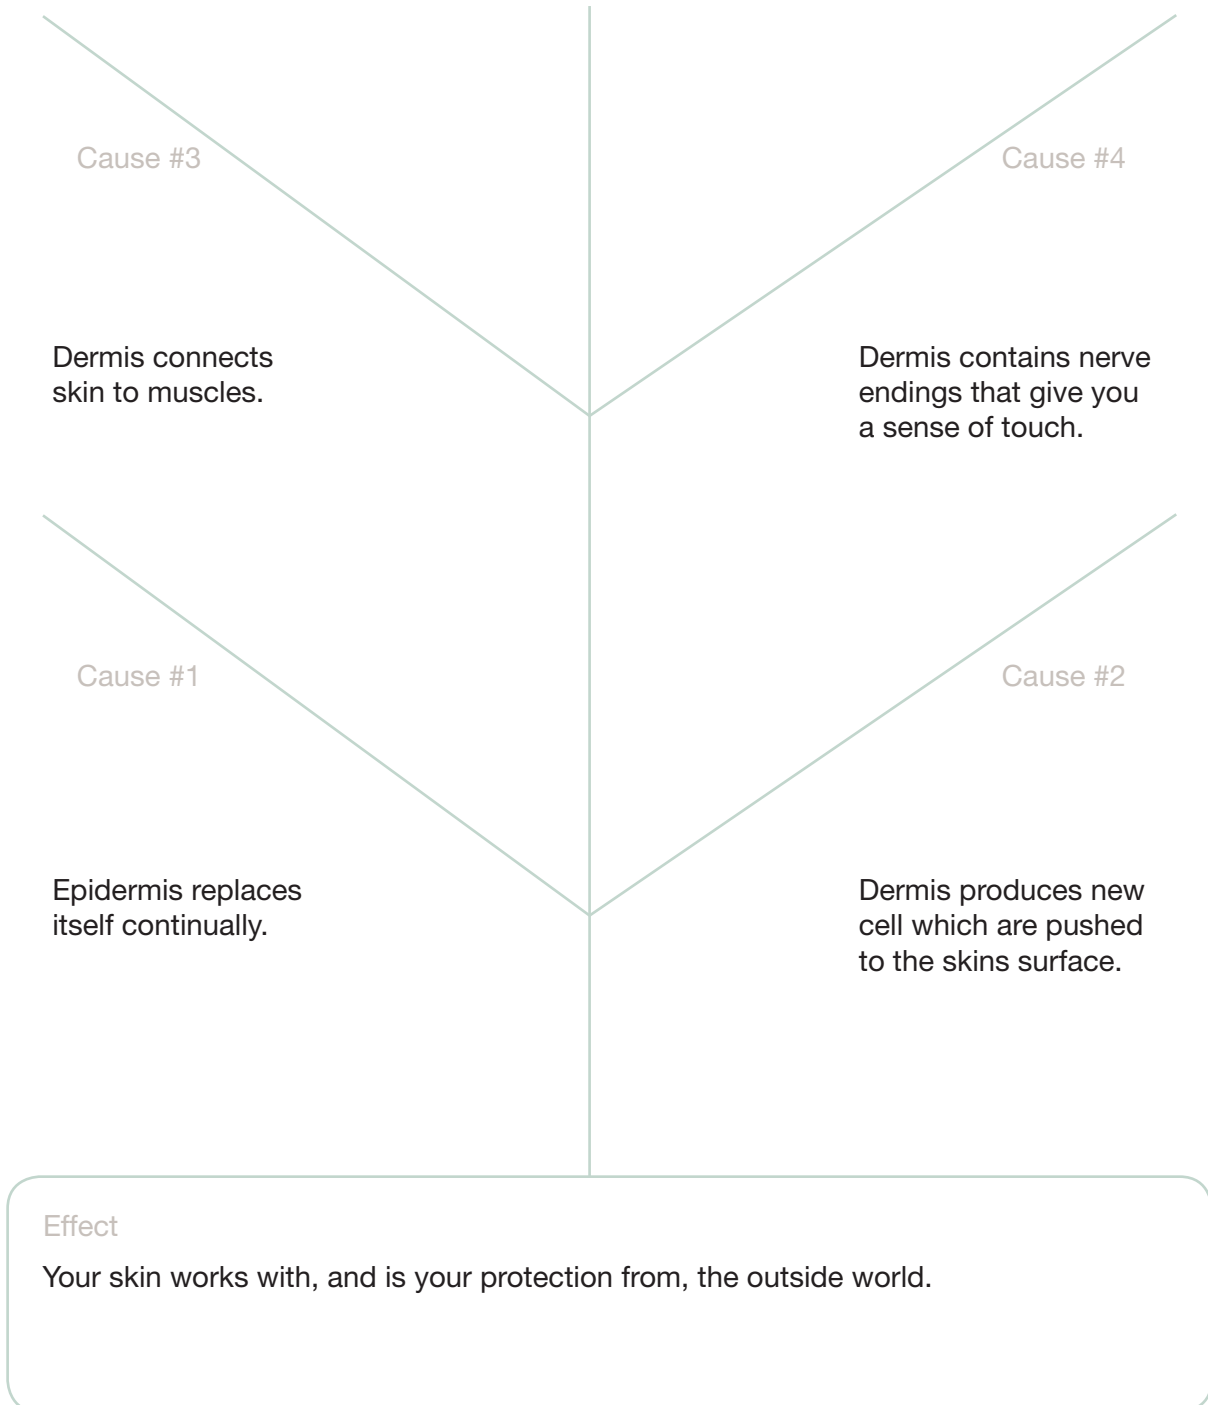 Cause #3
Cause #4
Dermis connects
skin to muscles.
Dermis contains nerve
endings that give you
a sense of touch.
Cause #1
Cause #2
Epidermis replaces
itself continually.
Dermis produces new
cell which are pushed
to the skins surface.
Effect
Your skin works with, and is your protection from, the outside world.